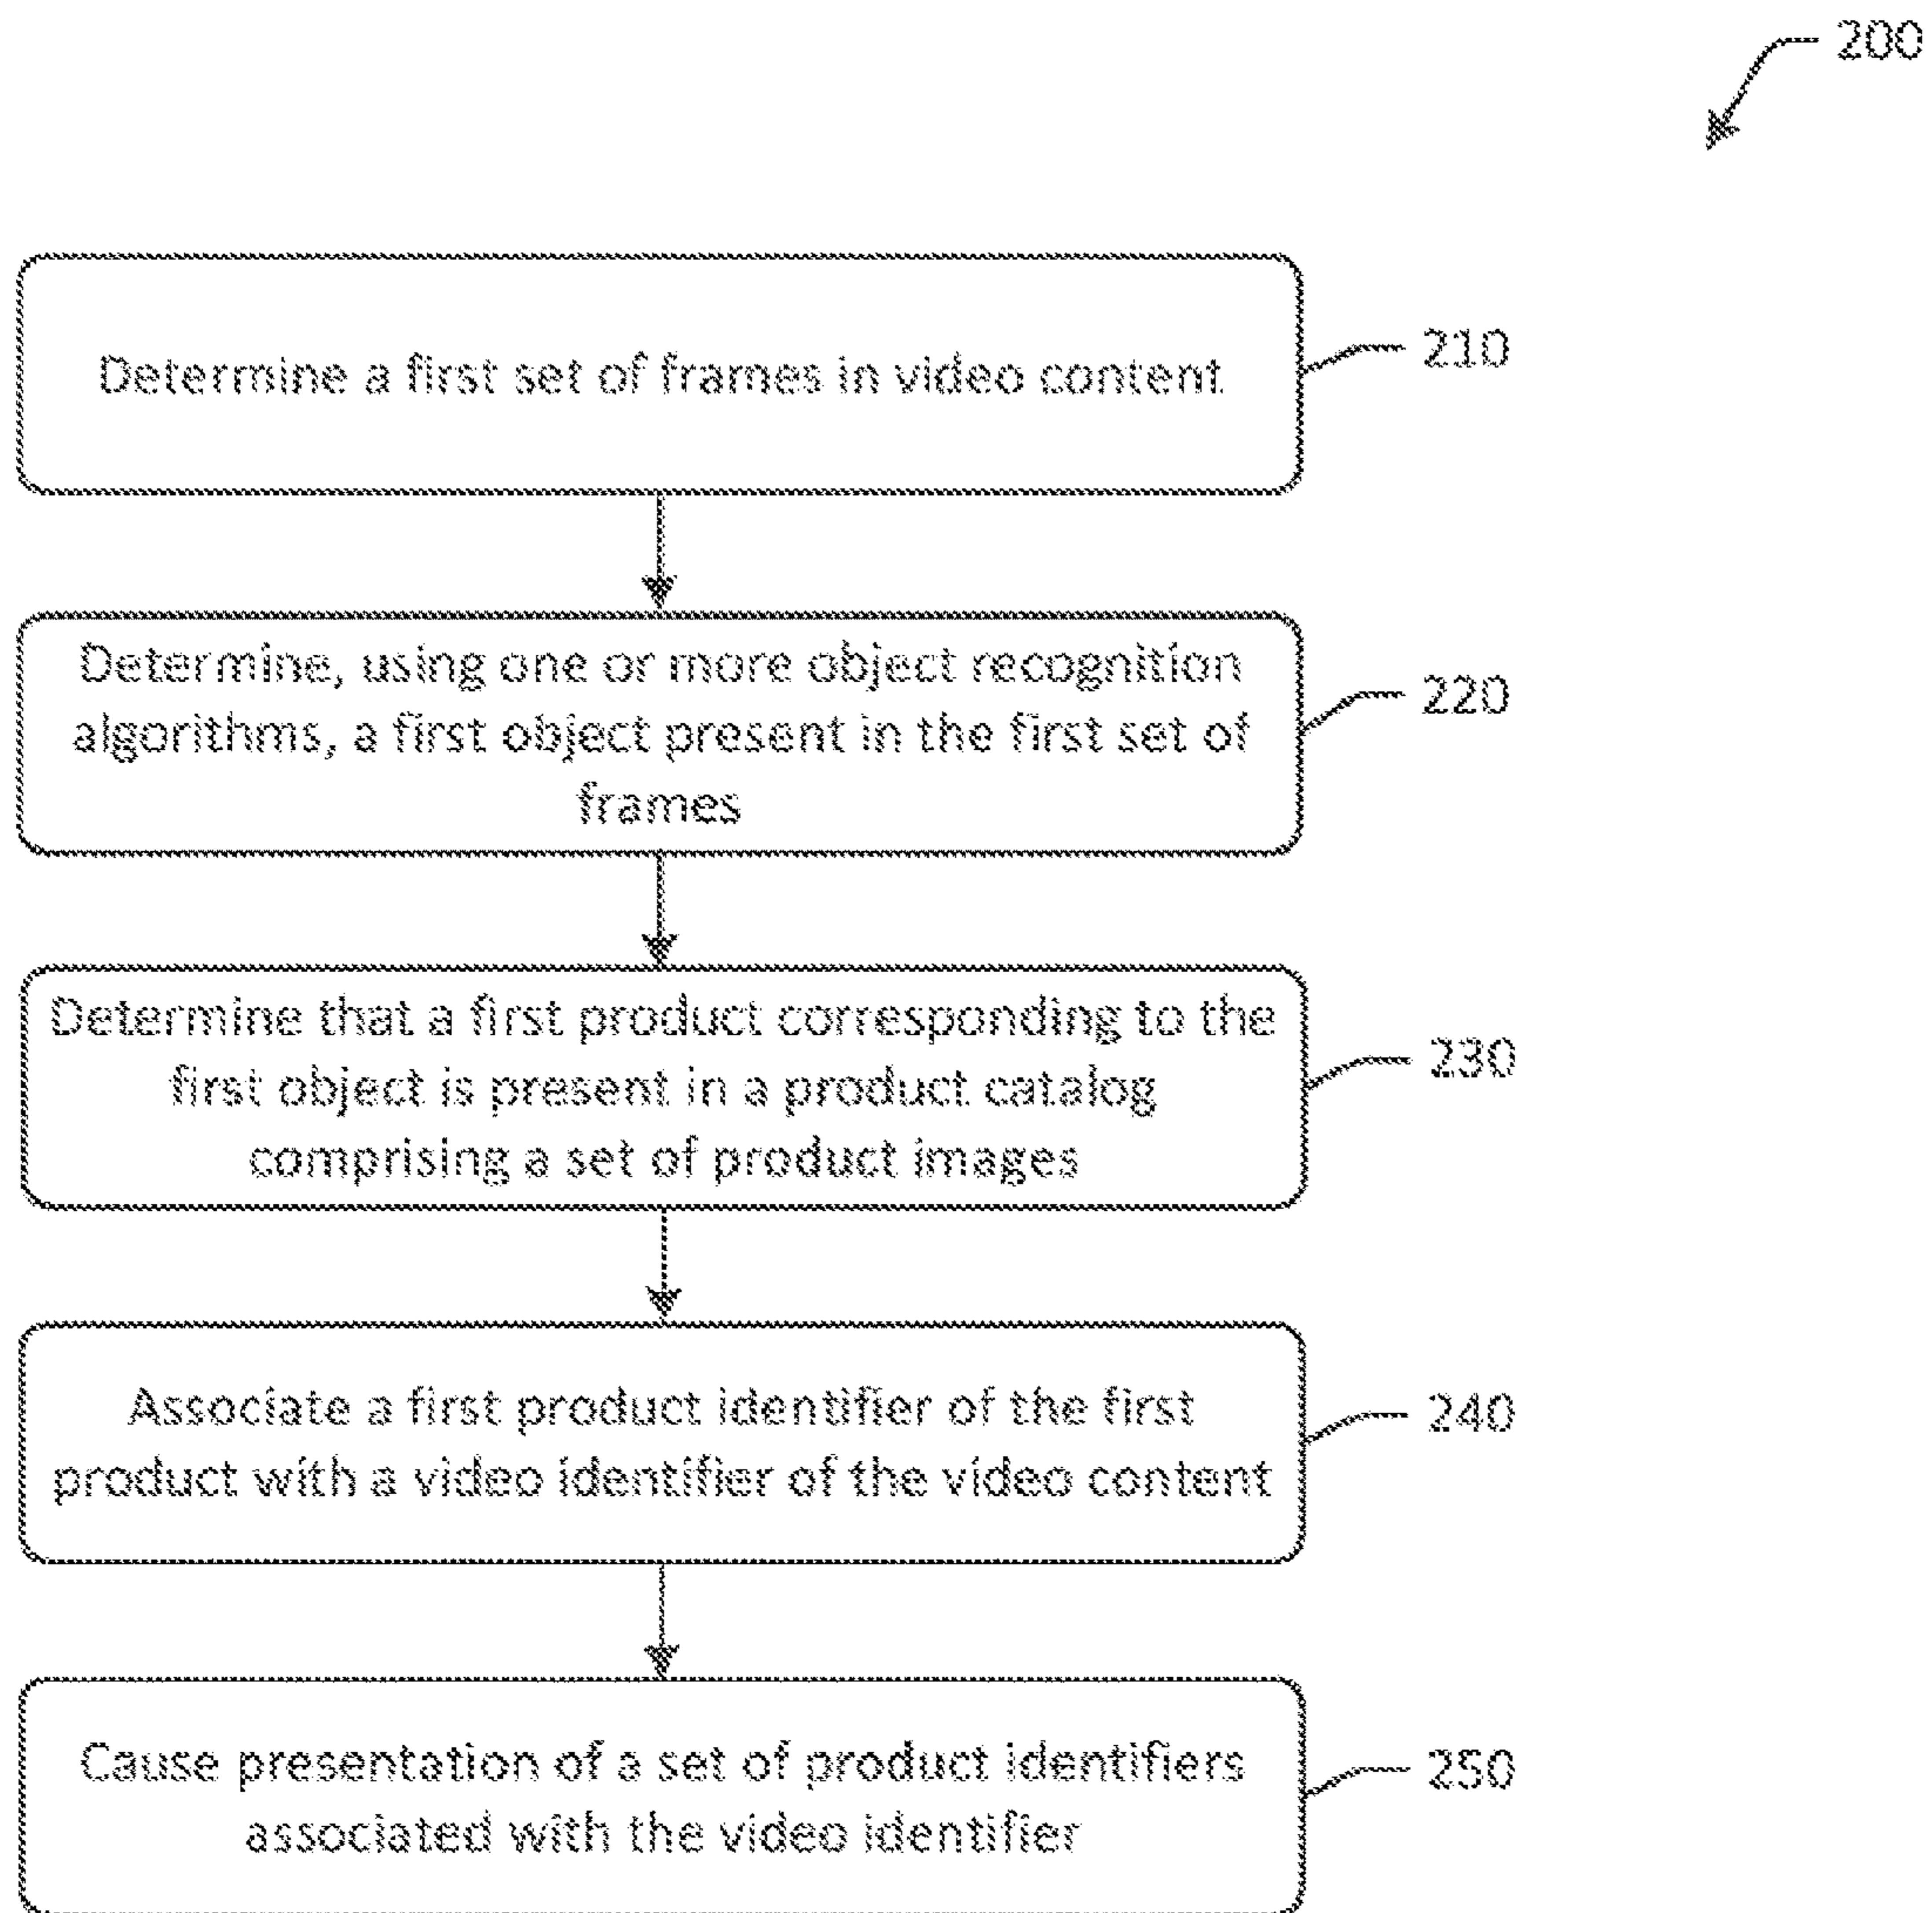 200
Determine a first set of frames in video content
210
Determine, using one or more object recognition
algorithms, a first object present in the first set of
frames
220
Determine that a first product corresponding to the
first object is present in a product catalog
comprising a set of product images
230
Associate a first product identifier of the first
product with a video identifier of the video content
240
Cause presentation of a set of product identifiers
associated with the video identifier
250